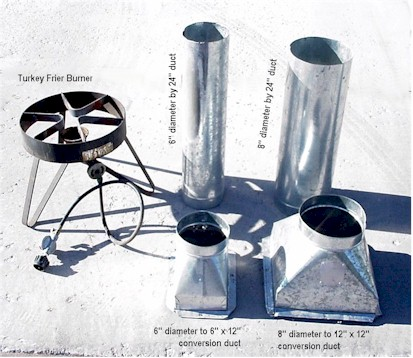 Turkey Frier Burner
6" diameter by 24" duct
8" diameter by 24" duct
6" diameter to 6" x 12"
conversion duct
8" diameter to 12" x 12"
conversion duct